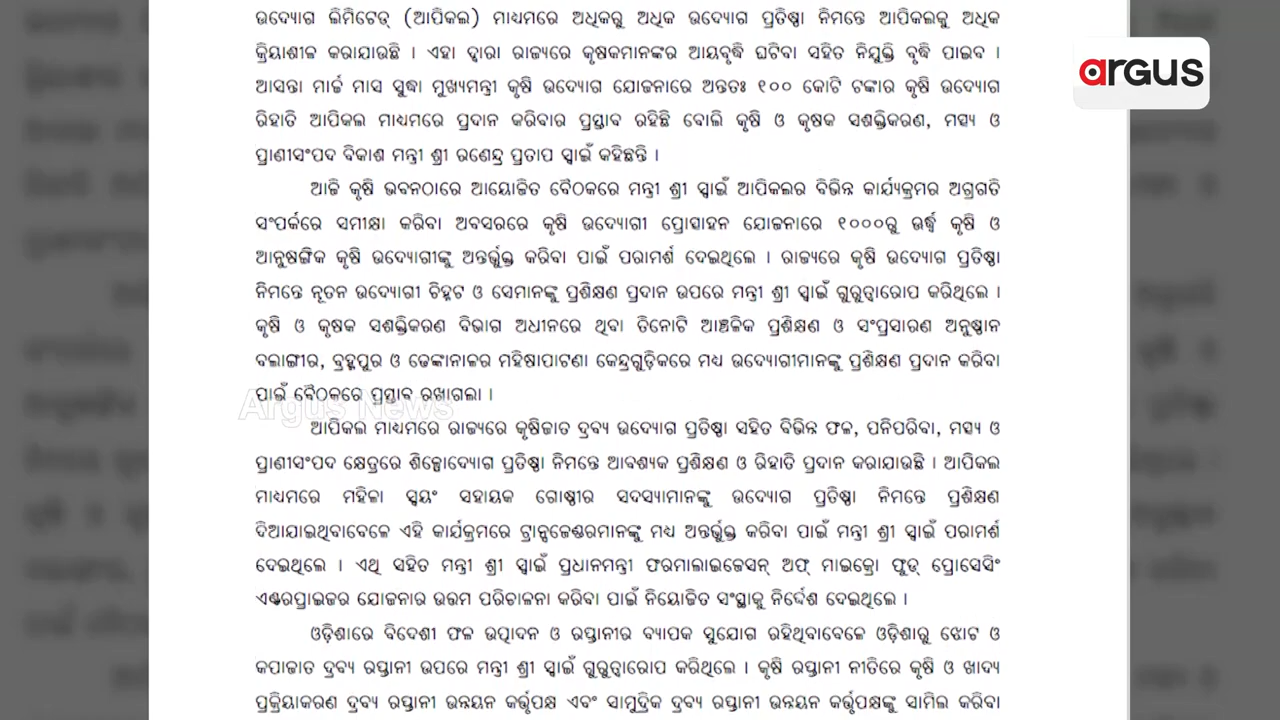 ଉଦ୍ୟୋଗ ଲିମିଟେଡ୍ (ଆପିକଲ) ମାଧ୍ୟମରେ ଅଧିକରୁ ଅଧିକ ଉଦ୍ୟୋଗ ପ୍ରତିଷ୍ଠା ନିମନ୍ତେ ଆପିକଲକୁ ଅଧିକ
କ୍ରିୟାଶୀଳ କରାଯାଉଛି । ଏହା ଦ୍ୱାରା ରାଜ୍ୟରେ କୃଷକମାନଙ୍କର ଆୟବୃଦ୍ଧି ଘଟିବା ସହିତ ନିଯୁକ୍ତି ବୃଦ୍ଧି ପାଇବ ।
ଆସନ୍ତା ମାର୍ଚ୍ଚ ମାସ ସୁଦ୍ଧା ମୁଖ୍ୟମନ୍ତ୍ରୀ କୃଷି ଉଦ୍ୟୋଗ ଯୋଜନାରେ ଅନ୍ତତଃ ୧୦୦ କୋଟି ଟଙ୍କାର କୃଷି ଉଦ୍ୟୋଗ
ରିହାତି ଆପିକଲ ମାଧ୍ୟମରେ ପ୍ରଦାନ କରିବାର ପ୍ରସ୍ତାବ ରହିଛି ବୋଲି କୃଷି ଓ କୃଷକ ସଶକ୍ତିକରଣ, ମତ୍ସ୍ୟ ଓ
ପ୍ରାଣୀସଂପଦ ବିକାଶ ମନ୍ତ୍ରୀ ଶ୍ରୀ ରଣେନ୍ଦ୍ର ପ୍ରତାପ ସ୍ୱାଇଁ କହିଛନ୍ତି ।
ଆଜି କୃଷି ଭବନଠାରେ ଆୟୋଜିତ ବୈଠକରେ ମନ୍ତ୍ରୀ ଶ୍ରୀ ସ୍ୱାଇଁ ଆପିକଲର ବିଭିନ୍ନ କାର୍ଯ୍ୟକ୍ରମର ଅଗ୍ରଗତି
ସଂପର୍କରେ ସମୀକ୍ଷା କରିବା ଅବସରରେ କୃଷି ଉଦ୍ୟୋଗୀ ପ୍ରୋତ୍ସାହନ ଯୋଜନାରେ ୧୦୦୦ରୁ ଊର୍ଦ୍ଧ୍ୱ କୃଷି ଓ
ଆନୁଷଙ୍ଗିକ କୃଷି ଉଦ୍ୟୋଗୀଙ୍କୁ ଅନ୍ତର୍ଭୁକ୍ତ କରିବା ପାଇଁ ପରାମର୍ଶ ଦେଇଥିଲେ । ରାଜ୍ୟରେ କୃଷି ଉଦ୍ୟୋଗ ପ୍ରତିଷ୍ଠା
ନିମନ୍ତେ ନୂତନ ଉଦ୍ୟୋଗୀ ଚିହ୍ନଟ ଓ ସେମାନଙ୍କୁ ପ୍ରଶିକ୍ଷଣ ପ୍ରଦାନ ଉପରେ ମନ୍ତ୍ରୀ ଶ୍ରୀ ସ୍ୱାଇଁ ଗୁରୁତ୍ୱାରୋପ କରିଥିଲେ ।
କୃଷି ଓ କୃଷକ ସଶକ୍ତିକରଣ ବିଭାଗ ଅଧୀନରେ ଥିବା ତିନୋଟି ଆଞ୍ଚଳିକ ପ୍ରଶିକ୍ଷଣ ଓ ସଂପ୍ରସାରଣ ଅନୁଷ୍ଠାନ
ବଲାଙ୍ଗୀର, ବ୍ରହ୍ମପୁର ଓ ଢେଙ୍କାନାଳର ମହିଷାପାଟଣା କେନ୍ଦ୍ରଗୁଡ଼ିକରେ ମଧ୍ୟ ଉଦ୍ୟୋଗୀମାନଙ୍କୁ ପ୍ରଶିକ୍ଷଣ ପ୍ରଦାନ କରିବା
ପାଇଁ ବୈଠକରେ ପ୍ରସ୍ତାବ ରଖାଗଲା ।
ଆପିକଲ ମାଧ୍ୟମରେ ରାଜ୍ୟରେ କୃଷିଜାତ ଦ୍ରବ୍ୟ ଉଦ୍ୟୋଗ ପ୍ରତିଷ୍ଠା ସହିତ ବିଭିନ୍ନ ଫଳ, ପନିପରିବା, ମତ୍ସ୍ୟ ଓ
ପ୍ରାଣୀସଂପଦ କ୍ଷେତ୍ରରେ ଶିଳ୍ପୋଦ୍ୟୋଗ ପ୍ରତିଷ୍ଠା ନିମନ୍ତେ ଆବଶ୍ୟକ ପ୍ରଶିକ୍ଷଣ ଓ ରିହାତି ପ୍ରଦାନ କରାଯାଉଛି । ଆପିକଲ
ମାଧ୍ୟମରେ ମହିଳା ସ୍ୱୟଂ ସହାୟକ ଗୋଷ୍ଠୀର ସଦସ୍ୟାମାନଙ୍କୁ ଉଦ୍ୟୋଗ ପ୍ରତିଷ୍ଠା ନିମନ୍ତେ ପ୍ରଶିକ୍ଷଣ
ଦିଆଯାଇଥିବାବେଳେ ଏହି କାର୍ଯ୍ୟକ୍ରମରେ ଟ୍ରାନ୍ସଜେଣ୍ଡରମାନଙ୍କୁ ମଧ୍ୟ ଅନ୍ତର୍ଭୁକ୍ତ କରିବା ପାଇଁ ମନ୍ତ୍ରୀ ଶ୍ରୀ ସ୍ୱାଇଁ ପରାମର୍ଶ
ଦେଇଥିଲେ । ଏଥି ସହିତ ମନ୍ତ୍ରୀ ଶ୍ରୀ ସ୍ୱାଇଁ ପ୍ରଧାନମନ୍ତ୍ରୀ ଫରମାଲାଇଜେସନ୍ ଅଫ୍ ମାଇକ୍ରୋ ଫୁଡ୍ ପ୍ରୋସେସିଂ
ଏଣ୍ଟରପ୍ରାଇଜର ଯୋଜନାର ଉତ୍ତମ ପରିଚାଳନା କରିବା ପାଇଁ ନିୟୋଜିତ ସଂସ୍ଥାକୁ ନିର୍ଦ୍ଦେଶ ଦେଇଥିଲେ ।
ଓଡ଼ିଶାରେ ବିଦେଶୀ ଫଳ ଉତ୍ପାଦନ ଓ ରପ୍ତାନୀର ବ୍ୟାପକ ସୁଯୋଗ ରହିଥିବାବେଳେ ଓଡ଼ିଶାରୁ ଝୋଟ ଓ
କପାଜାତ ଦ୍ରବ୍ୟ ରପ୍ତାନୀ ଉପରେ ମନ୍ତ୍ରୀ ଶ୍ରୀ ସ୍ୱାଇଁ ଗୁରୁତ୍ୱାରୋପ କରିଥିଲେ । କୃଷି ରପ୍ତାନୀ ନୀତିରେ କୃଷି ଓ ଖାଦ୍ୟ
ପ୍ରକ୍ରିୟାକରଣ ଦ୍ରବ୍ୟ ରପ୍ତାନୀ ଉନ୍ନୟନ କର୍ତ୍ତୃପକ୍ଷ ଏବଂ ସାମୁଦ୍ରିକ ଦ୍ରବ୍ୟ ରପ୍ତାନୀ ଉନ୍ନୟନ କର୍ତ୍ତୃପକ୍ଷଙ୍କୁ ସାମିଲ କରିବା
argus
Argus News